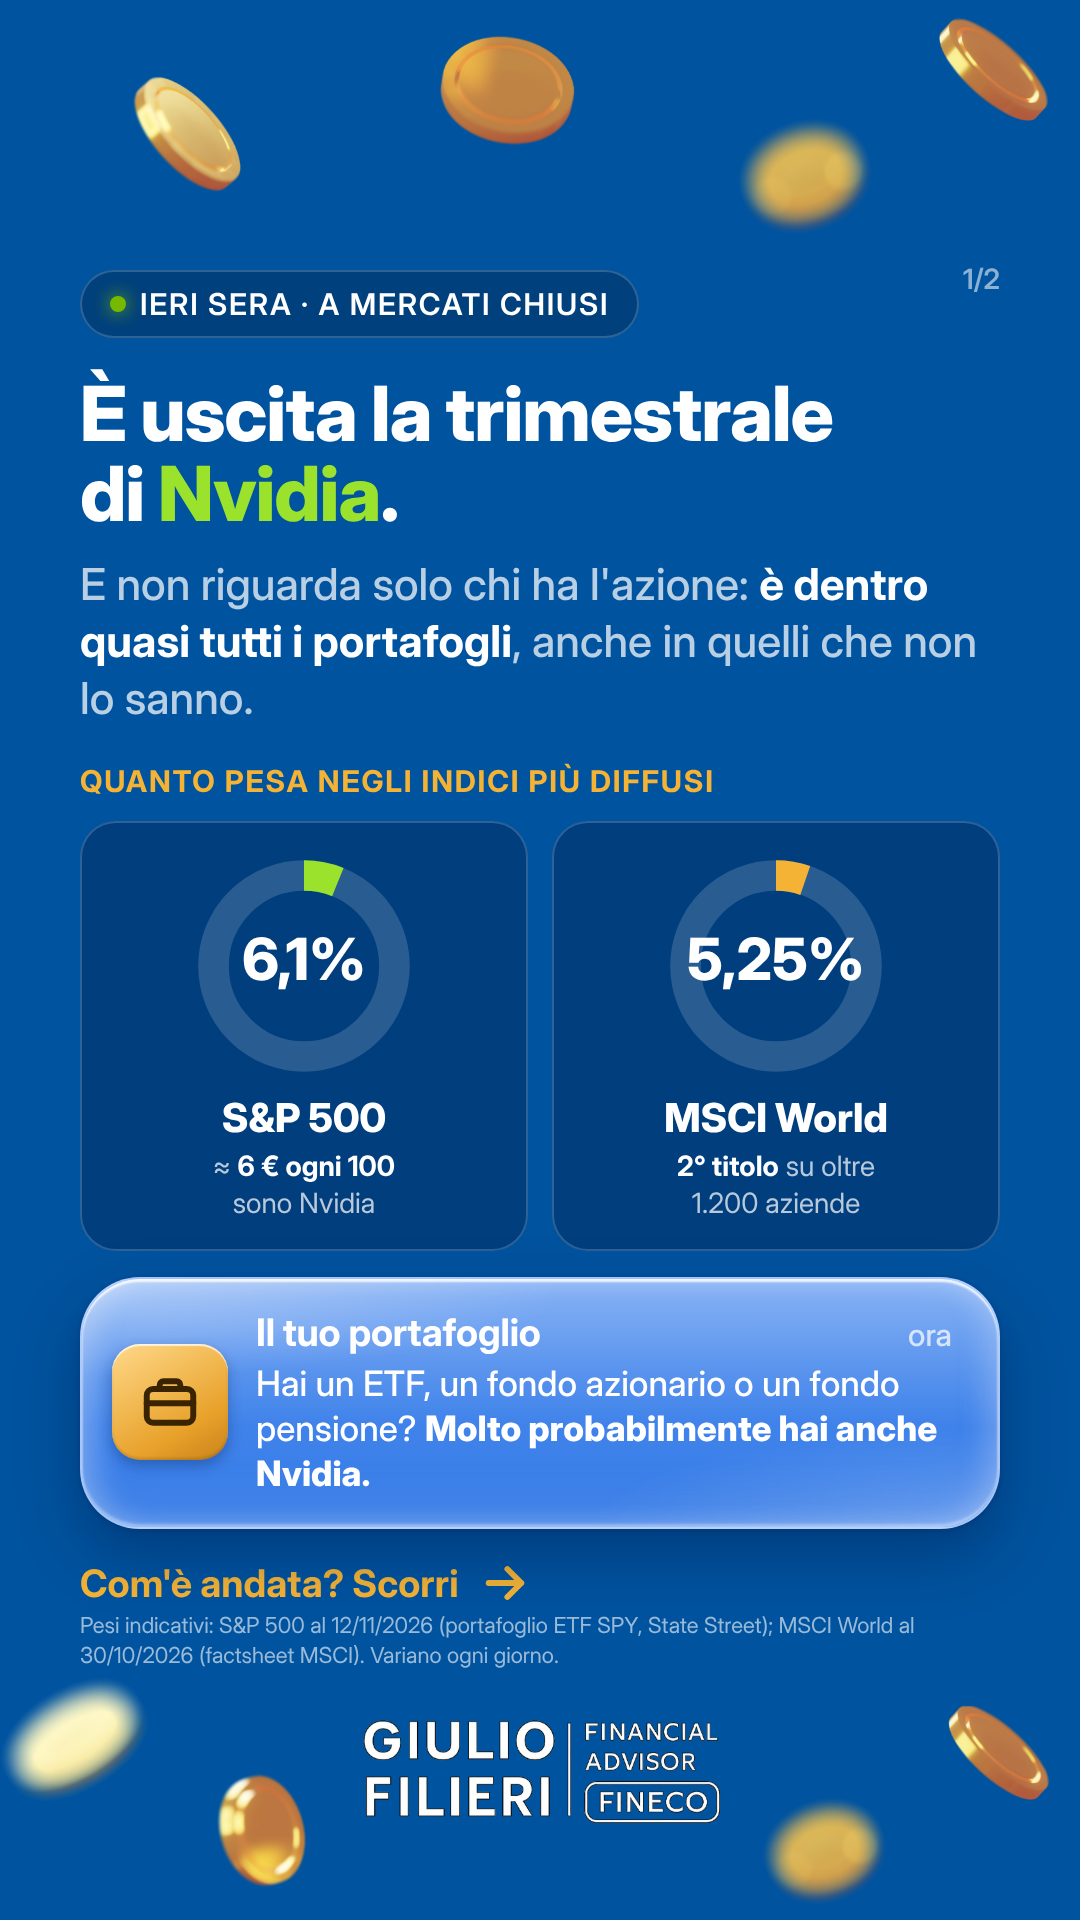 1/2
IERI SERA · A MERCATI CHIUSI
È uscita la trimestrale
di Nvidia.
E non riguarda solo chi ha l'azione: è dentro
quasi tutti i portafogli, anche in quelli che non
lo sanno.
QUANTO PESA NEGLI INDICI PIÙ DIFFUSI
6,1%
S&P 500
≈ 6 € ogni 100
sono Nvidia
5,25%
MSCI World
2° titolo su oltre
1.200 aziende
Il tuo portafoglio
ora
Hai un ETF, un fondo azionario o un fondo
pensione? Molto probabilmente hai anche
Nvidia.
Com'è andata? Scorri →
Pesi indicativi: S&P 500 al 12/11/2026 (portafoglio ETF SPY, State Street); MSCI World al
30/10/2026 (factsheet MSCI). Variano ogni giorno.
GIULIO
FILIERI
FINANCIAL
ADVISOR
FINECO